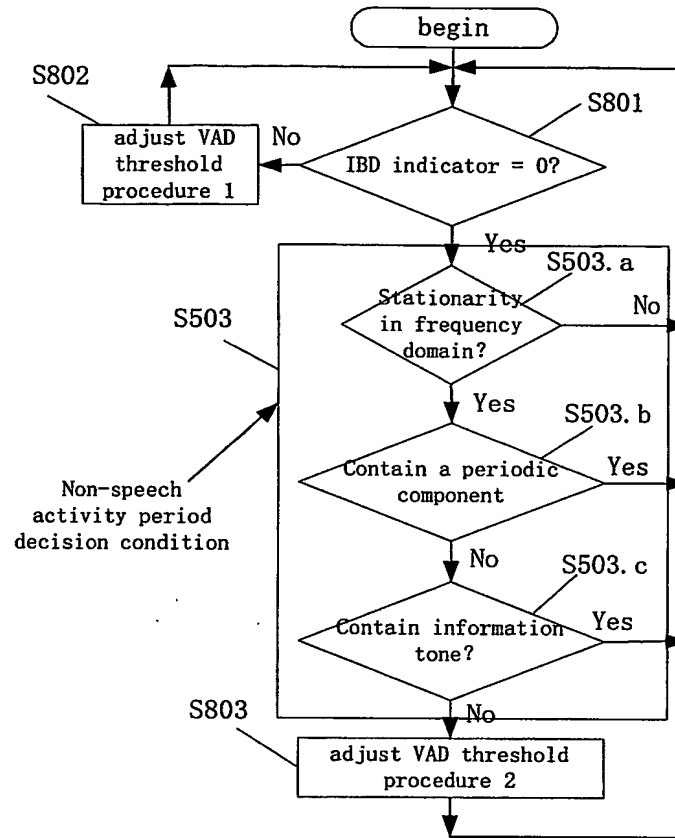 begin
S802
S801
adjust VAD
threshold
procedure 1
No
IBD indicator = 0?
Yes
S503.a
Stationarity
in frequency
domain?
No
S503
Yes
S503.b
Contain a periodic
component
Yes
Non-speech
activity period
decision condition
No
S503.c
Contain information
tone?
Yes
No
S803
adjust VAD threshold
procedure 2